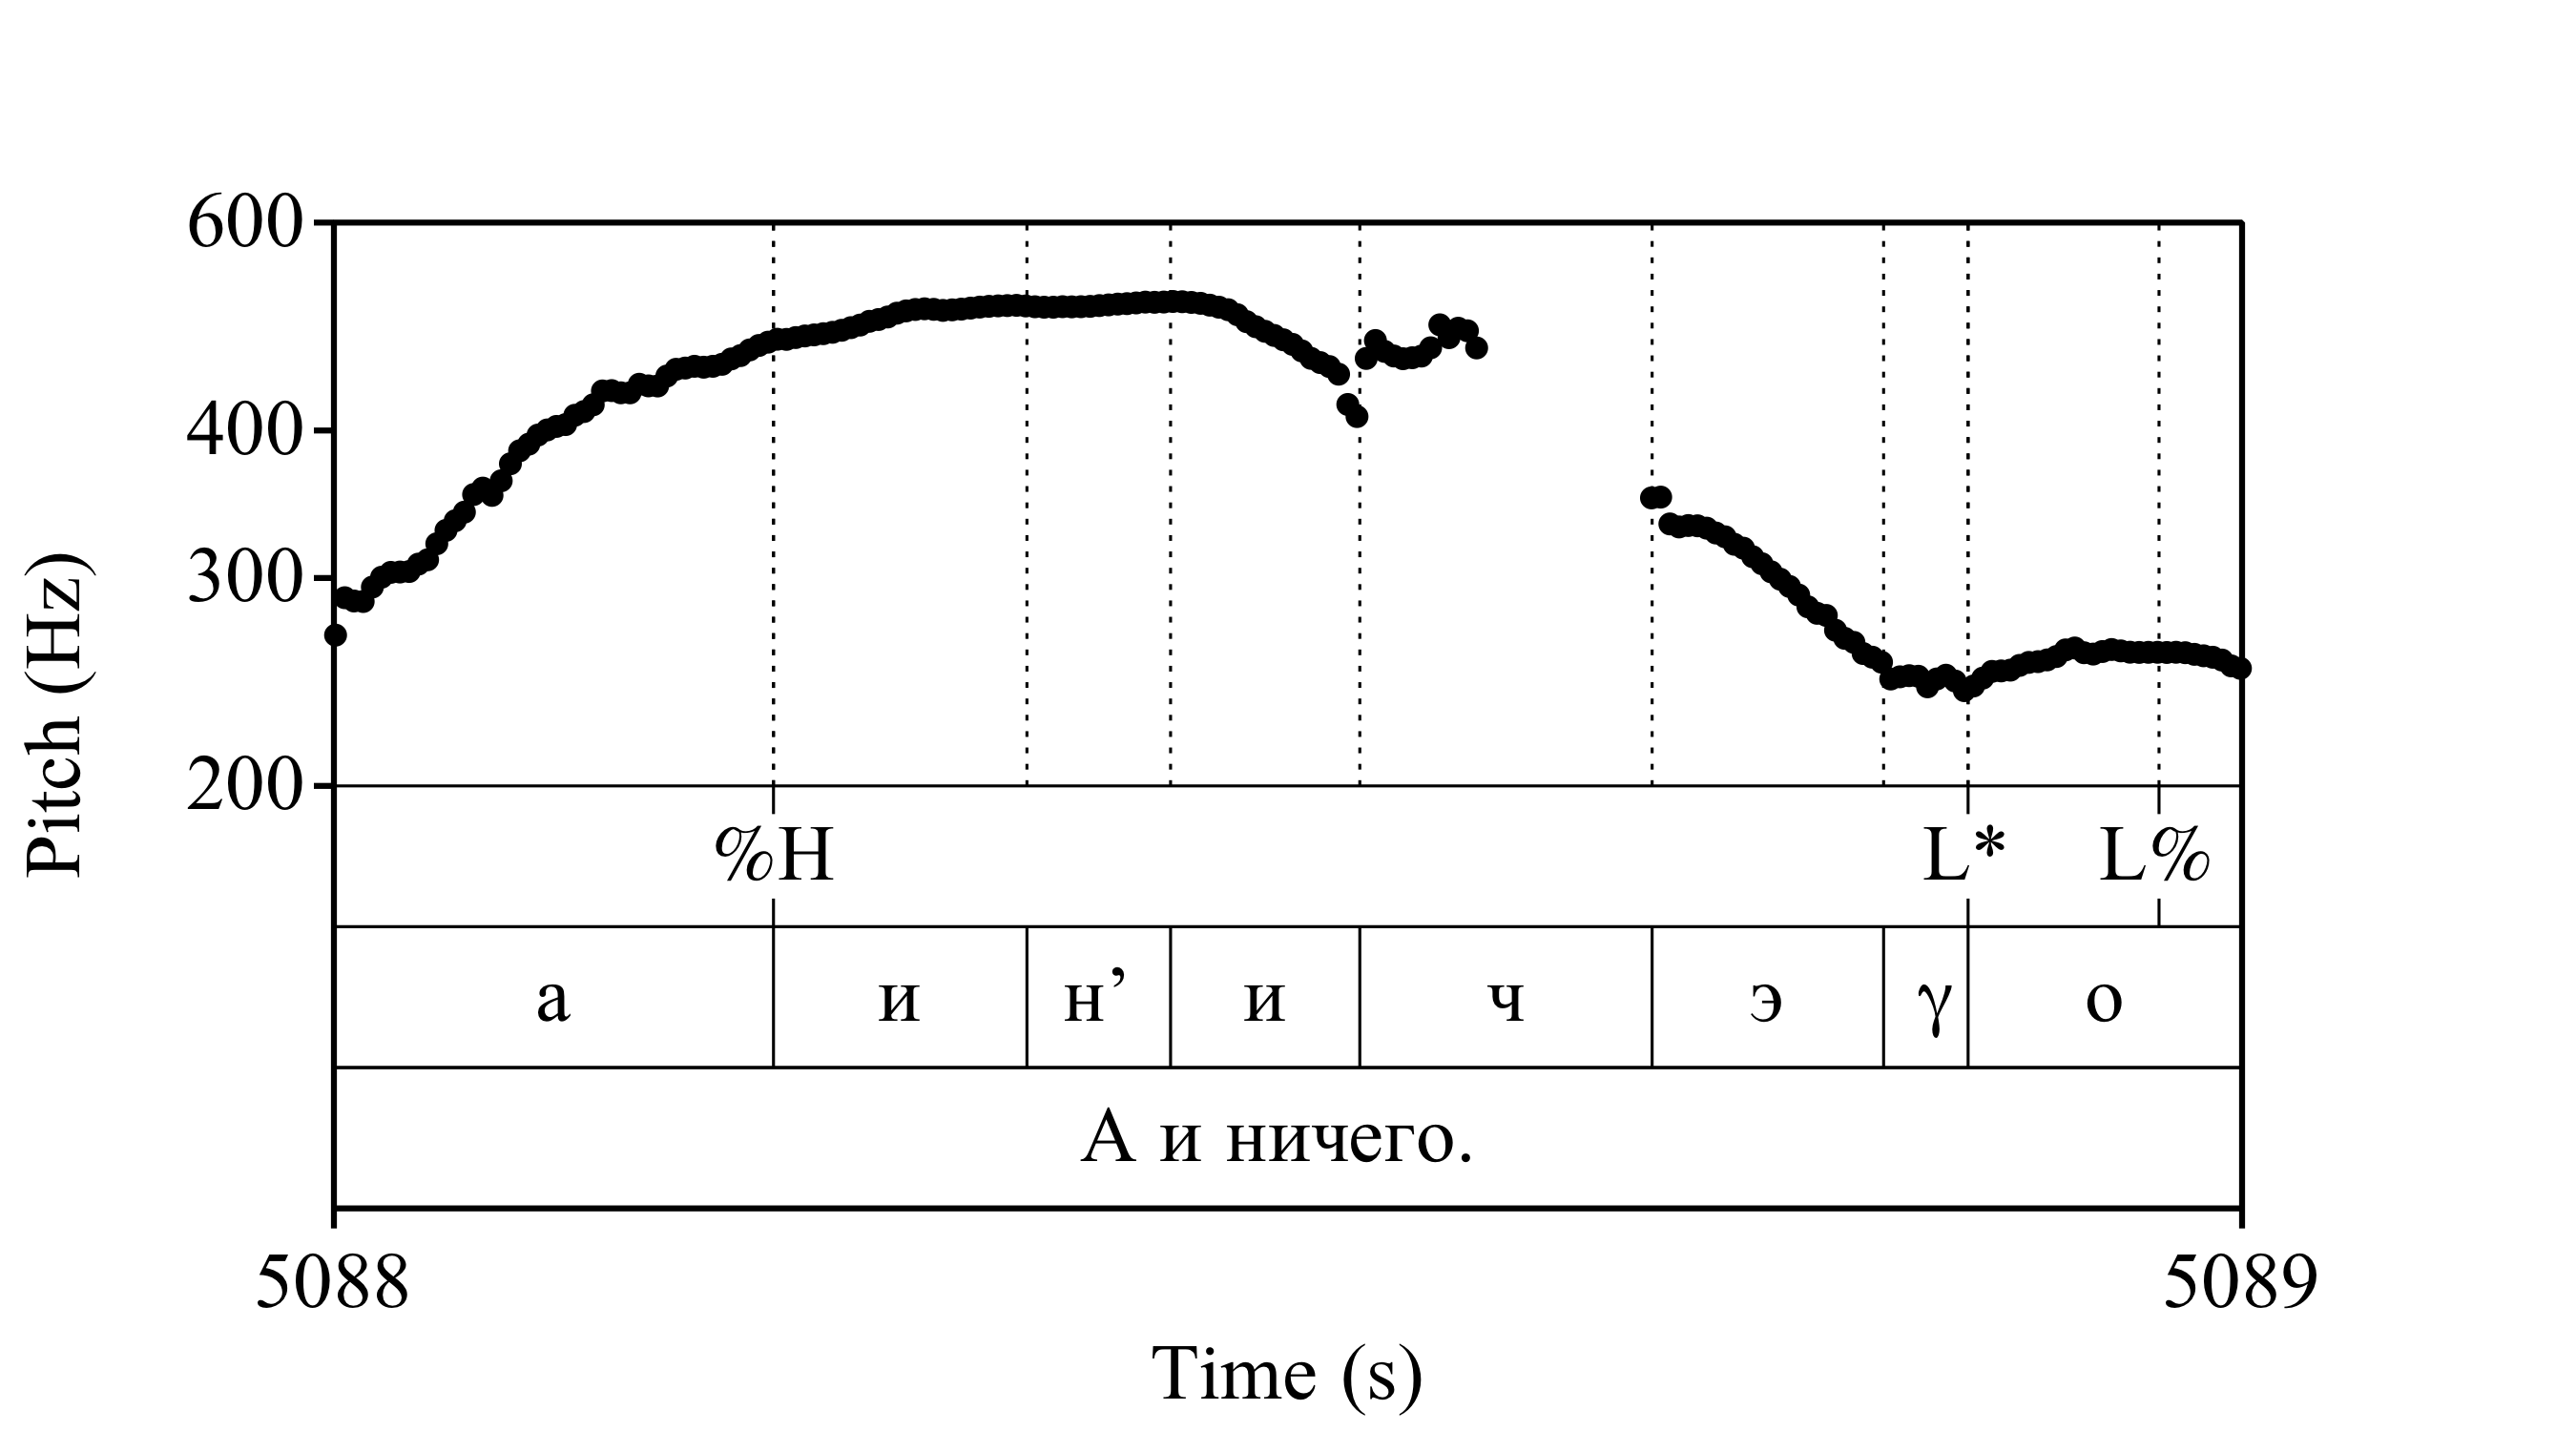 600
400
300
200
Pitch (Hz)
%H L* L%
а и н’ и ч э γ о
А и ничего.
5088 5089
Time (s)